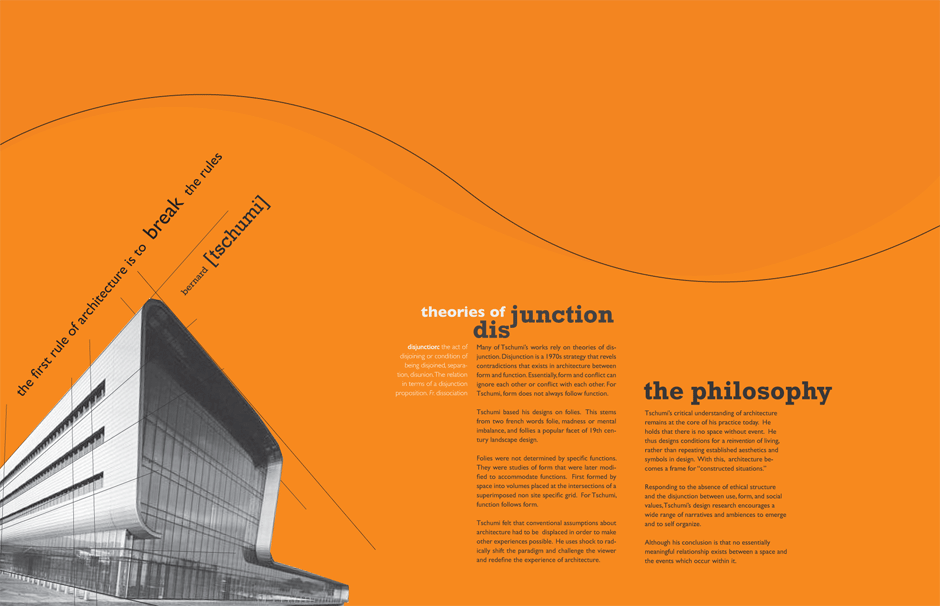 the first rule of architecture is to break the rules
bernard [tschumi]
theories of disjunction
disjunction: the act of
disjoining or condition of
being disjoined, separa-
tion, disunion. The relation
in terms of a disjunction
proposition. Fr. dissociation
Many of Tschumi's works rely on theories of dis-
junction. Disjunction is a 1970s strategy that revels
contradictions that exists in architecture between
form and function. Essentially, form and conflict can
ignore each other or conflict with each other. For
Tschumi, form does not always follow function.
Tschumi based his designs on folies. This stems
from two french words folie, madness or mental
imbalance, and follies a popular facet of 19th cen-
tury landscape design.
Folies were not determined by specific functions.
They were studies of form that were later modi-
fied to accommodate functions. First formed by
space into volumes placed at the intersections of a
superimposed non site specific grid. For Tschumi,
function follows form.
Tschumi felt that conventional assumptions about
architecture had to be displaced in order to make
other experiences possible. He uses shock to rad-
ically shift the paradigm and challenge the viewer
and redefine the experience of architecture.
the philosophy
Tschumi's critical understanding of architecture
remains at the core of his practice today. He
holds that there is no space without event. He
thus designs conditions for a reinvention of living,
rather than repeating established aesthetics and
symbols in design. With this, architecture be-
comes a frame for "constructed situations."
Responding to the absence of ethical structure
and the disjunction between use, form, and social
values, Tschumi's design research encourages a
wide range of narratives and ambiences to emerge
and to self organize.
Although his conclusion is that no essentially
meaningful relationship exists between a space and
the events which occur within it.